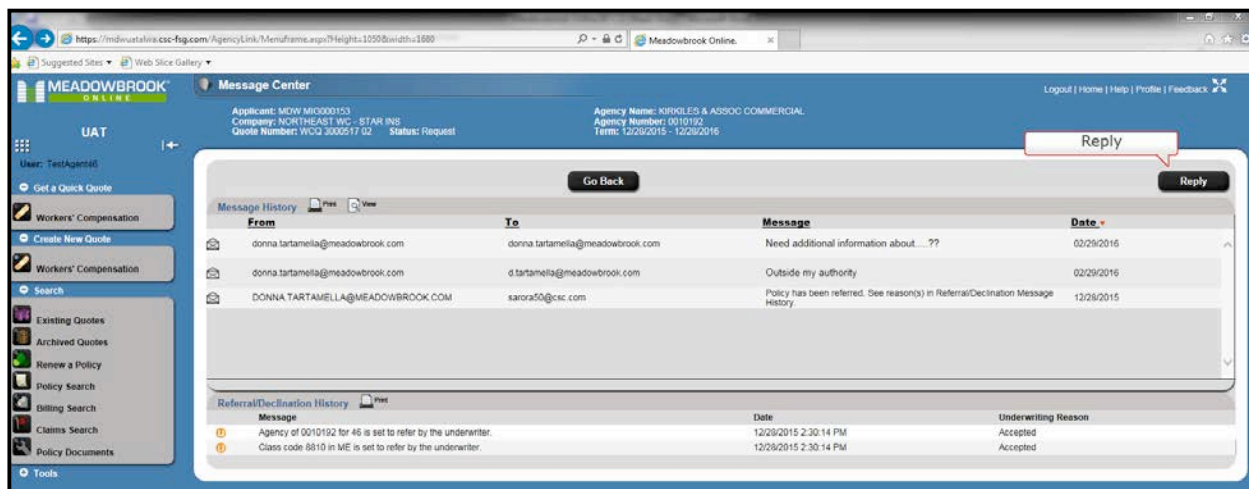 https://mdwuatalwa.csc-fsg.com/AgencyLink/Menuframe.aspx?Height=1050&width=1680
Meadowbrook Online.
Suggested Sites
Web Slice Gallery
MEADOWBROOK
ONLINE
Message Center
Logout | Home | Help | Profile | Feedback
Applicant: MDW MIG000153
Agency Name: KIRKILES & ASSOC COMMERCIAL
Company: NORTHEAST WC - STAR INS
Agency Number: 0010192
Quote Number: WCQ 3000517 02 Status: Request
Term: 12/28/2015 - 12/28/2016
UAT
User: TestAgent46
Get a Quick Quote
Workers' Compensation
Create New Quote
Workers' Compensation
Search
Existing Quotes
Archived Quotes
Renew a Policy
Policy Search
Billing Search
Claims Search
Policy Documents
Tools
Reply
Go Back
Reply
Message History Print View
From To Message Date
donna.tartamella@meadowbrook.com donna.tartamella@meadowbrook.com Need additional information about.....?? 02/29/2016
donna.tartamella@meadowbrook.com d.tartamella@meadowbrook.com Outside my authority 02/29/2016
DONNA.TARTAMELLA@MEADOWBROOK.COM sarora50@csc.com Policy has been referred. See reason(s) in Referral/Declination Message History. 12/28/2015
Referral/Declination History Print
Message Date Underwriting Reason
Agency of 0010192 for 46 is set to refer by the underwriter. 12/28/2015 2:30:14 PM Accepted
Class code 8810 in ME is set to refer by the underwriter. 12/28/2015 2:30:14 PM Accepted